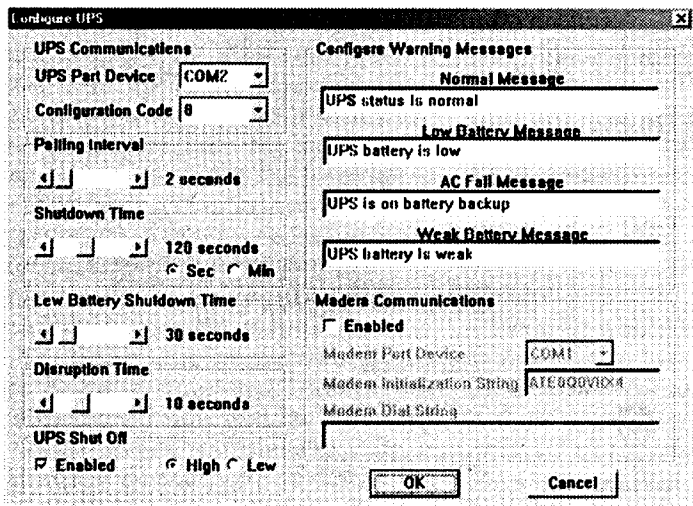 Configure UPS
UPS Communications
UPS Port Device COM2
Configuration Code 0
Polling Interval
2 seconds
Shutdown Time
120 seconds
Sec Min
Low Battery Shutdown Time
30 seconds
Disruption Time
10 seconds
UPS Shut Off
Enabled High Low
Configure Warning Messages
Normal Message
UPS status is normal
Low Battery Message
UPS battery is low
AC Fail Message
UPS is on battery backup
Weak Battery Message
UPS battery is weak
Modem Communications
Enabled
Modem Port Device COM1
Modem Initialization String
Modem Dial String
OK Cancel